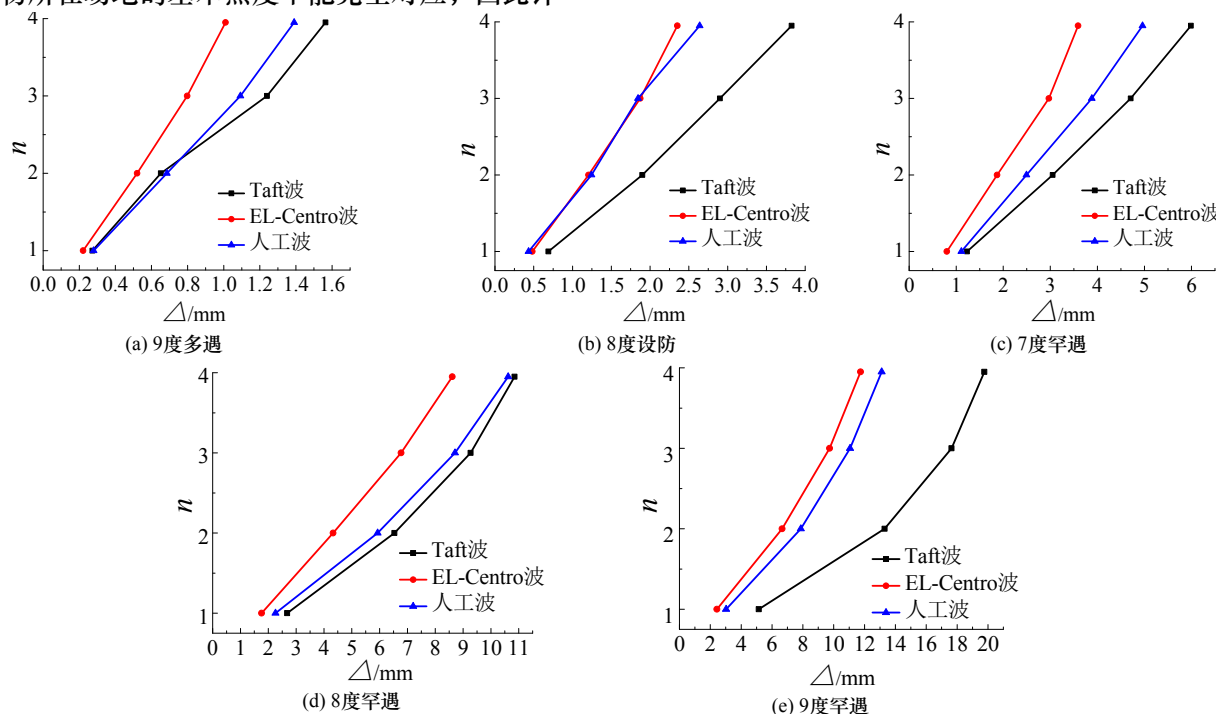 4
3
2
1
n
Taft波
EL-Centro波
人工波
0.0 0.2 0.4 0.6 0.8 1.0 1.2 1.4 1.6
△/mm
(a) 9度多遇
4
3
2
1
n
Taft波
EL-Centro波
人工波
0.0 0.5 1.0 1.5 2.0 2.5 3.0 3.5 4.0
△/mm
(b) 8度设防
4
3
2
1
n
Taft波
EL-Centro波
人工波
0 1 2 3 4 5 6
△/mm
(c) 7度罕遇
4
3
2
1
n
Taft波
EL-Centro波
人工波
0 1 2 3 4 5 6 7 8 9 10 11
△/mm
(d) 8度罕遇
4
3
2
1
n
Taft波
EL-Centro波
人工波
0 2 4 6 8 10 12 14 16 18 20
△/mm
(e) 9度罕遇